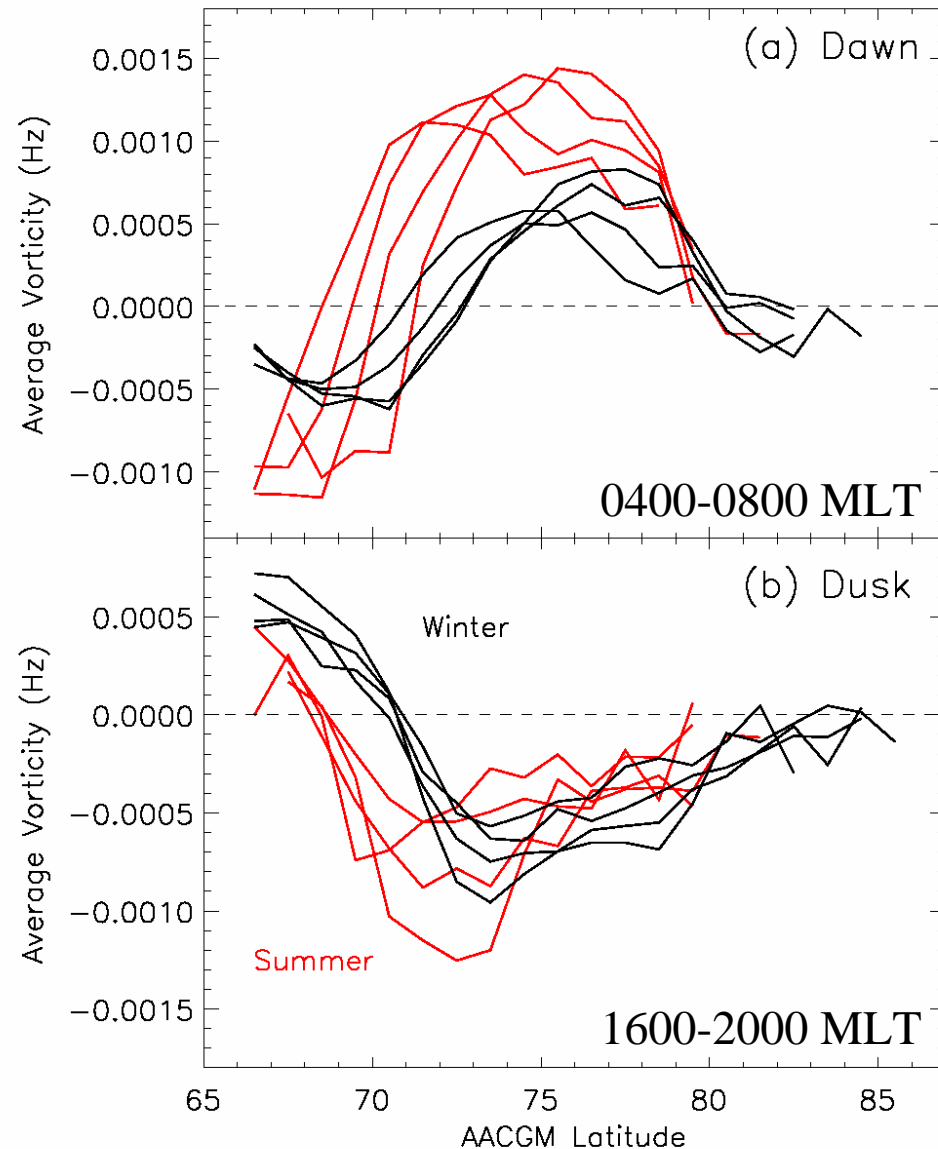 (a) Dawn
0.0015
0.0010
0.0005
0.0000
−0.0005
−0.0010
Average Vorticity (Hz)
0400-0800 MLT
(b) Dusk
0.0005
0.0000
−0.0005
−0.0010
−0.0015
Average Vorticity (Hz)
Winter
Summer
1600-2000 MLT
65 70 75 80 85
AACGM Latitude